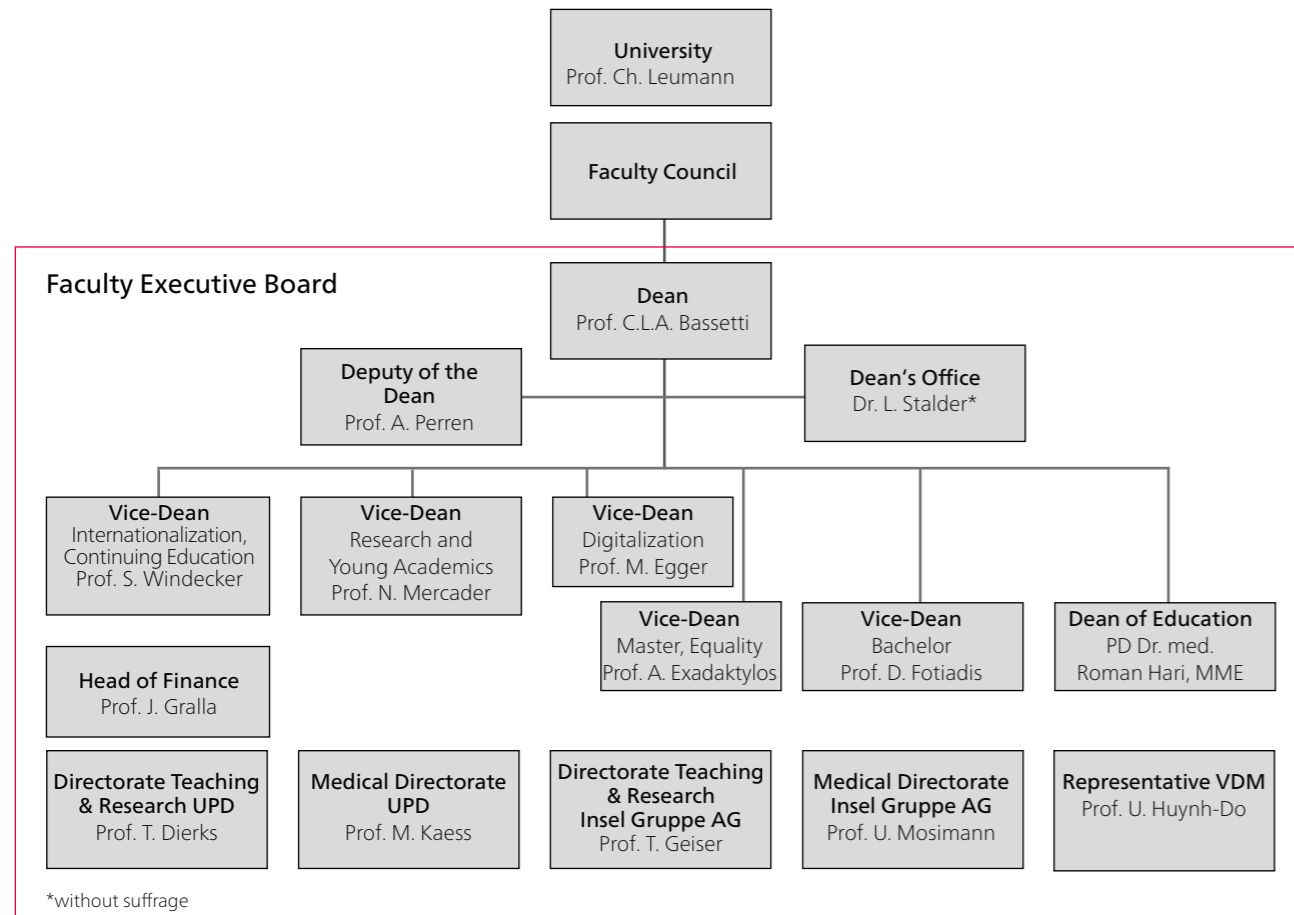 University
Prof. Ch. Leumann
Faculty Council
Faculty Executive Board
Dean
Prof. C.L.A. Bassetti
Deputy of the
Dean
Prof. A. Perren
Dean‘s Office
Dr. L. Stalder*
Vice-Dean
Internationalization,
Continuing Education
Prof. S. Windecker
Vice-Dean
Research and
Young Academics
Prof. N. Mercader
Vice-Dean
Digitalization
Prof. M. Egger
Vice-Dean
Master, Equality
Prof. A. Exadaktylos
Vice-Dean
Bachelor
Prof. D. Fotiadis
Dean of Education
PD Dr. med.
Roman Hari, MME
Head of Finance
Prof. J. Gralla
Directorate Teaching
& Research UPD
Prof. T. Dierks
Medical Directorate
UPD
Prof. M. Kaess
Directorate Teaching
& Research
Insel Gruppe AG
Prof. T. Geiser
Medical Directorate
Insel Gruppe AG
Prof. U. Mosimann
Representative VDM
Prof. U. Huynh-Do
*without suffrage